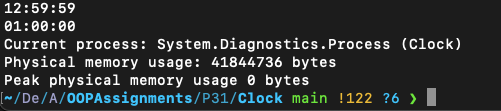 12:59:59
01:00:00
Current process: System.Diagnostics.Process (Clock)
Physical memory usage: 41844736 bytes
Peak physical memory usage 0 bytes
~/De/A/OOPAssignments/P31/Clock main !122 ?6 ❯